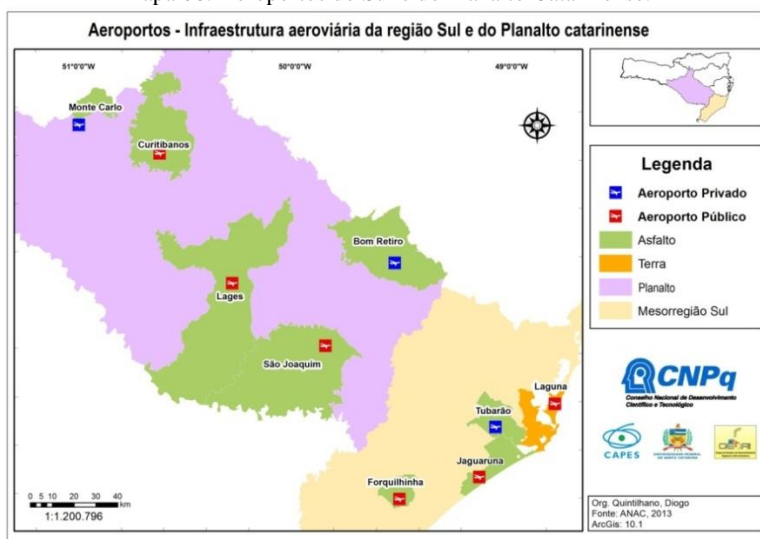 Aeroportos - Infraestrutura aeroviária da região Sul e do Planalto catarinense
51°0'0"W
50°0'0"W
49°0'0"W
Monte Carlo
Curitibanos
Bom Retiro
Lages
São Joaquim
Laguna
Tubarão
Jaguaruna
Forquilhinha
0 5 10 20 30 40
km
1:1.200.796
Legenda
Aeroporto Privado
Aeroporto Público
Asfalto
Terra
Planalto
Mesorregião Sul
CNPq
Conselho Nacional de Desenvolvimento
Científico e Tecnológico
CAPES
Org. Quintilhano, Diogo
Fonte: ANAC, 2013
ArcGis: 10.1